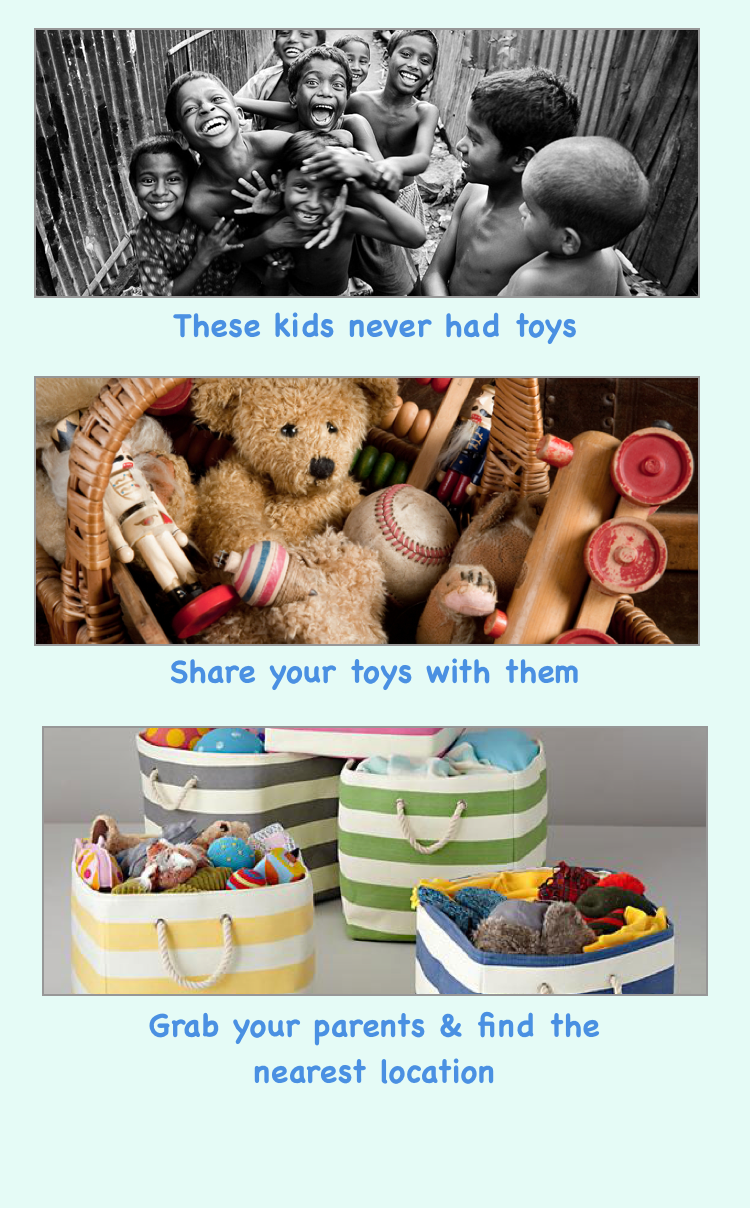 These kids never had toys
Share your toys with them
Grab your parents & find the
nearest location